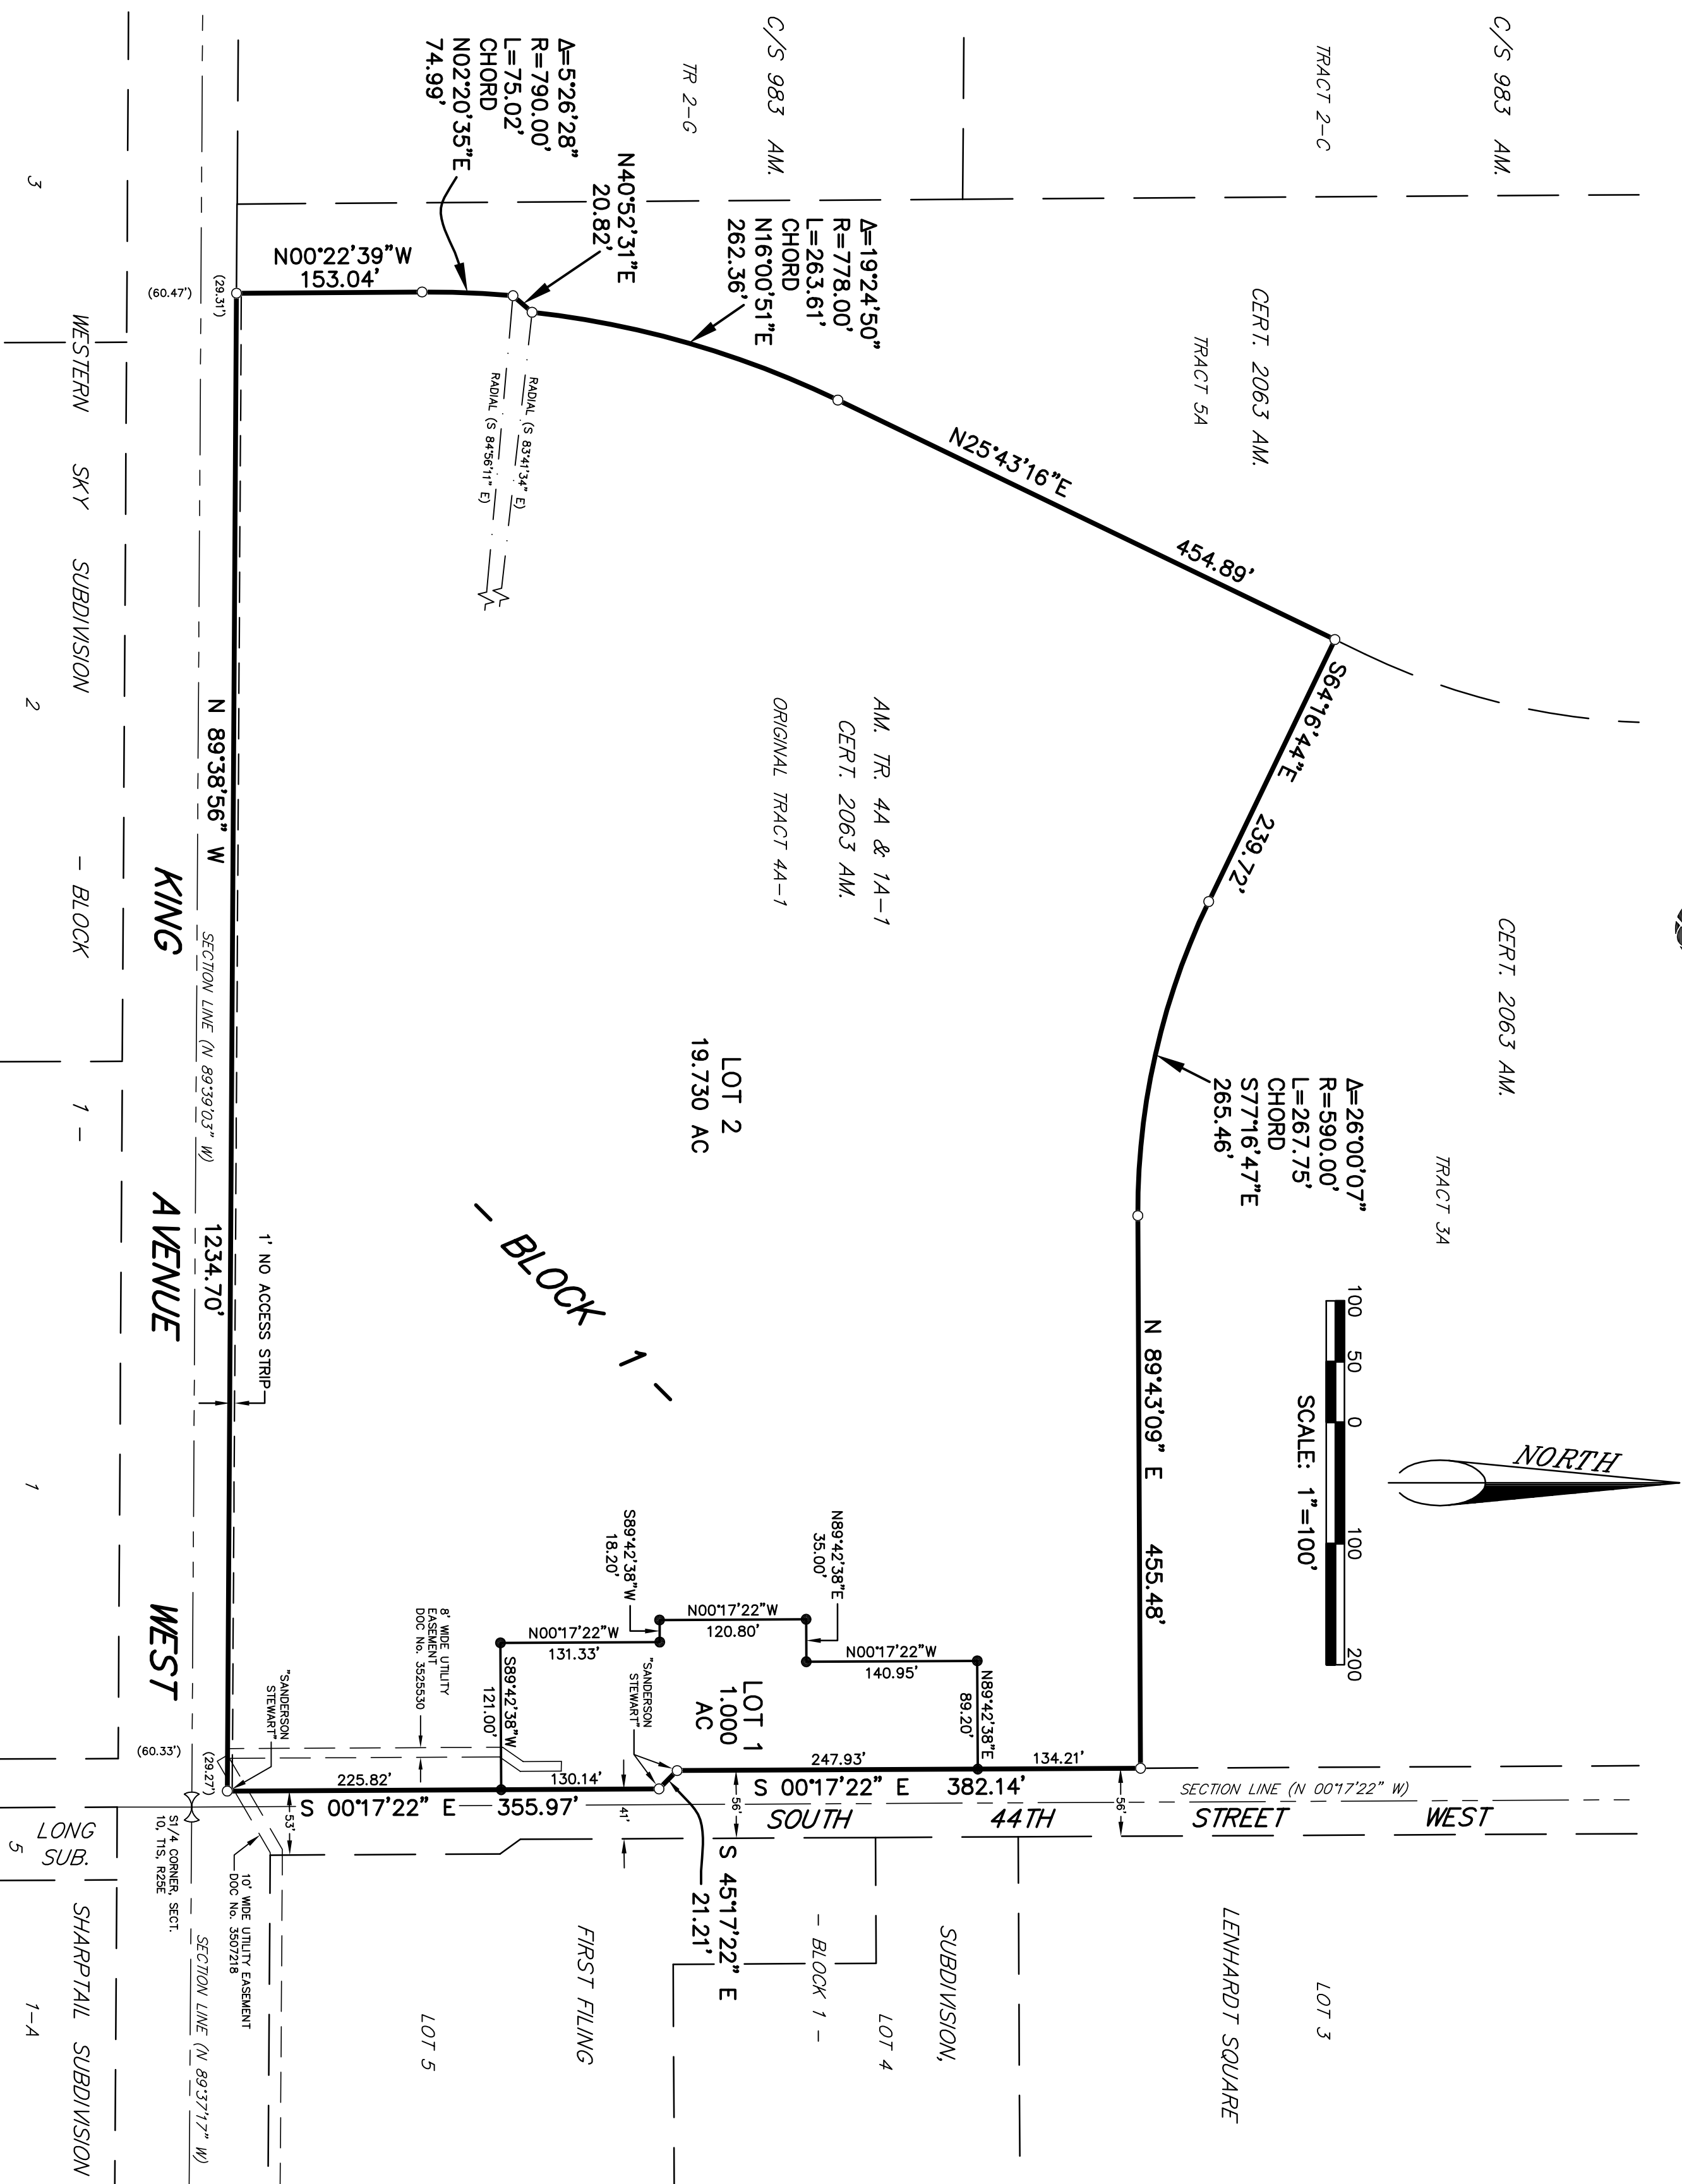 C/S 983 AM.
TRACT 2-C
C/S 983 AM.
TR 2-G
Δ=5°26'28"
R=790.00'
L=75.02'
CHORD
N02°20'35"E
74.99'
N40°52'31"E
20.82'
Δ=19°24'50"
R=778.00'
L=263.61'
CHORD
N16°00'51"E
262.36'
N00°22'39"W
153.04'
(29.31')
(60.47')
RADIAL (S 83°41'34" E)
RADIAL (S 84°56'11" E)
CERT. 2063 AM.
TRACT 5A
N25°43'16"E
454.89'
S64°16'44"E
239.72'
CERT. 2063 AM.
TRACT 3A
Δ=26°00'07"
R=590.00'
L=267.75'
CHORD
S77°16'47"E
265.46'
N 89°43'09" E
455.48'
100
50
0
100
200
SCALE: 1"=100'
NORTH
AM. TR. 4A & 1A-1
CERT. 2063 AM.
ORIGINAL TRACT 4A-1
LOT 2
19.730 AC
- BLOCK 1 -
N 89°38'56" W
1234.70'
SECTION LINE (N 89°39'03" W)
1' NO ACCESS STRIP
KING AVENUE WEST
3
WESTERN SKY SUBDIVISION - BLOCK 1 -
2
1
N89°42'38"E
35.00'
S89°42'38"W
18.20'
N00°17'22"W
120.80'
N00°17'22"W
131.33'
N00°17'22"W
140.95'
N89°42'38"E
89.20'
S89°42'38"W
121.00'
LOT 1
1.000
AC
"SANDERSON
STEWART"
"SANDERSON
STEWART"
8' WIDE UTILITY
EASEMENT
DOC No. 3525530
247.93'
134.21'
225.82'
130.14'
S 00°17'22" E 382.14'
S 00°17'22" E 355.97'
S 45°17'22" E
21.21'
SECTION LINE (N 00°17'22" W)
SOUTH 44TH STREET WEST
56'
56'
41'
53'
(29.27')
(60.33')
S1/4 CORNER, SECT.
10, T1S, R25E
10' WIDE UTILITY EASEMENT
DOC No. 3507218
SECTION LINE (N 89°37'17" W)
LONG
SUB.
5
SHARPTAIL SUBDIVISION
1-A
LOT 3
LENHARDT SQUARE
SUBDIVISION,
LOT 4
- BLOCK 1 -
FIRST FILING
LOT 5